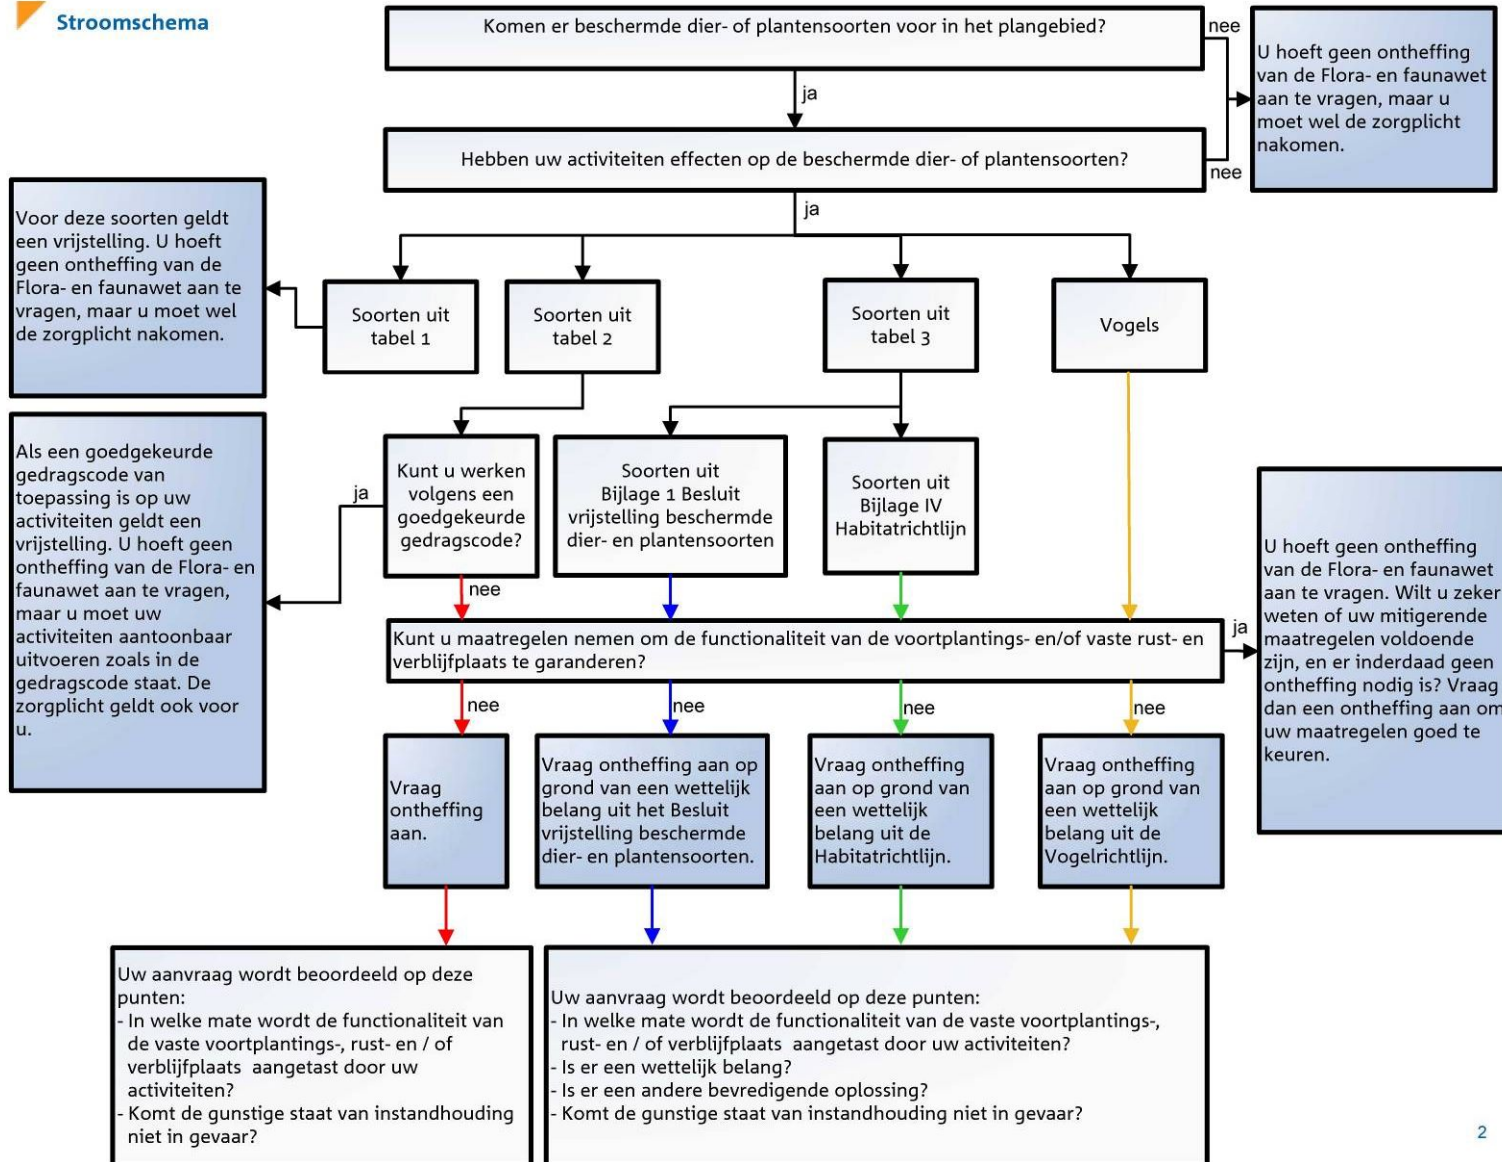 Stroomschema
Komen er beschermde dier- of plantensoorten voor in het plangebied?
nee
U hoeft geen ontheffing
van de Flora- en faunawet
aan te vragen, maar u
moet wel de zorgplicht
nakomen.
ja
Hebben uw activiteiten effecten op de beschermde dier- of plantensoorten?
nee
ja
Voor deze soorten geldt
een vrijstelling. U hoeft
geen ontheffing van de
Flora- en faunawet aan te
vragen, maar u moet wel
de zorgplicht nakomen.
Soorten uit
tabel 1
Soorten uit
tabel 2
Soorten uit
tabel 3
Vogels
Als een goedgekeurde
gedragscode van
toepassing is op uw
activiteiten geldt een
vrijstelling. U hoeft geen
ontheffing van de Flora- en
faunawet aan te vragen,
maar u moet uw
activiteiten aantoonbaar
uitvoeren zoals in de
gedragscode staat. De
zorgplicht geldt ook voor
u.
ja
Kunt u werken
volgens een
goedgekeurde
gedragscode?
Soorten uit
Bijlage 1 Besluit
vrijstelling beschermde
dier- en plantensoorten
Soorten uit
Bijlage IV
Habitatrichtlijn
nee
Kunt u maatregelen nemen om de functionaliteit van de voortplantings- en/of vaste rust- en
verblijfplaats te garanderen?
ja
U hoeft geen ontheffing
van de Flora- en faunawet
aan te vragen. Wilt u zeker
weten of uw mitigerende
maatregelen voldoende
zijn, en er inderdaad geen
ontheffing nodig is? Vraag
dan een ontheffing aan om
uw maatregelen goed te
keuren.
nee
nee
nee
nee
Vraag
ontheffing
aan.
Vraag ontheffing aan op
grond van een wettelijk
belang uit het Besluit
vrijstelling beschermde
dier- en plantensoorten.
Vraag ontheffing
aan op grond van
een wettelijk
belang uit de
Habitatrichtlijn.
Vraag ontheffing
aan op grond van
een wettelijk
belang uit de
Vogelrichtlijn.
Uw aanvraag wordt beoordeeld op deze
punten:
- In welke mate wordt de functionaliteit van
de vaste voortplantings-, rust- en / of
verblijfplaats aangetast door uw
activiteiten?
- Komt de gunstige staat van instandhouding
niet in gevaar?
Uw aanvraag wordt beoordeeld op deze punten:
- In welke mate wordt de functionaliteit van de vaste voortplantings-,
rust- en / of verblijfplaats aangetast door uw activiteiten?
- Is er een wettelijk belang?
- Is er een andere bevredigende oplossing?
- Komt de gunstige staat van instandhouding niet in gevaar?
2